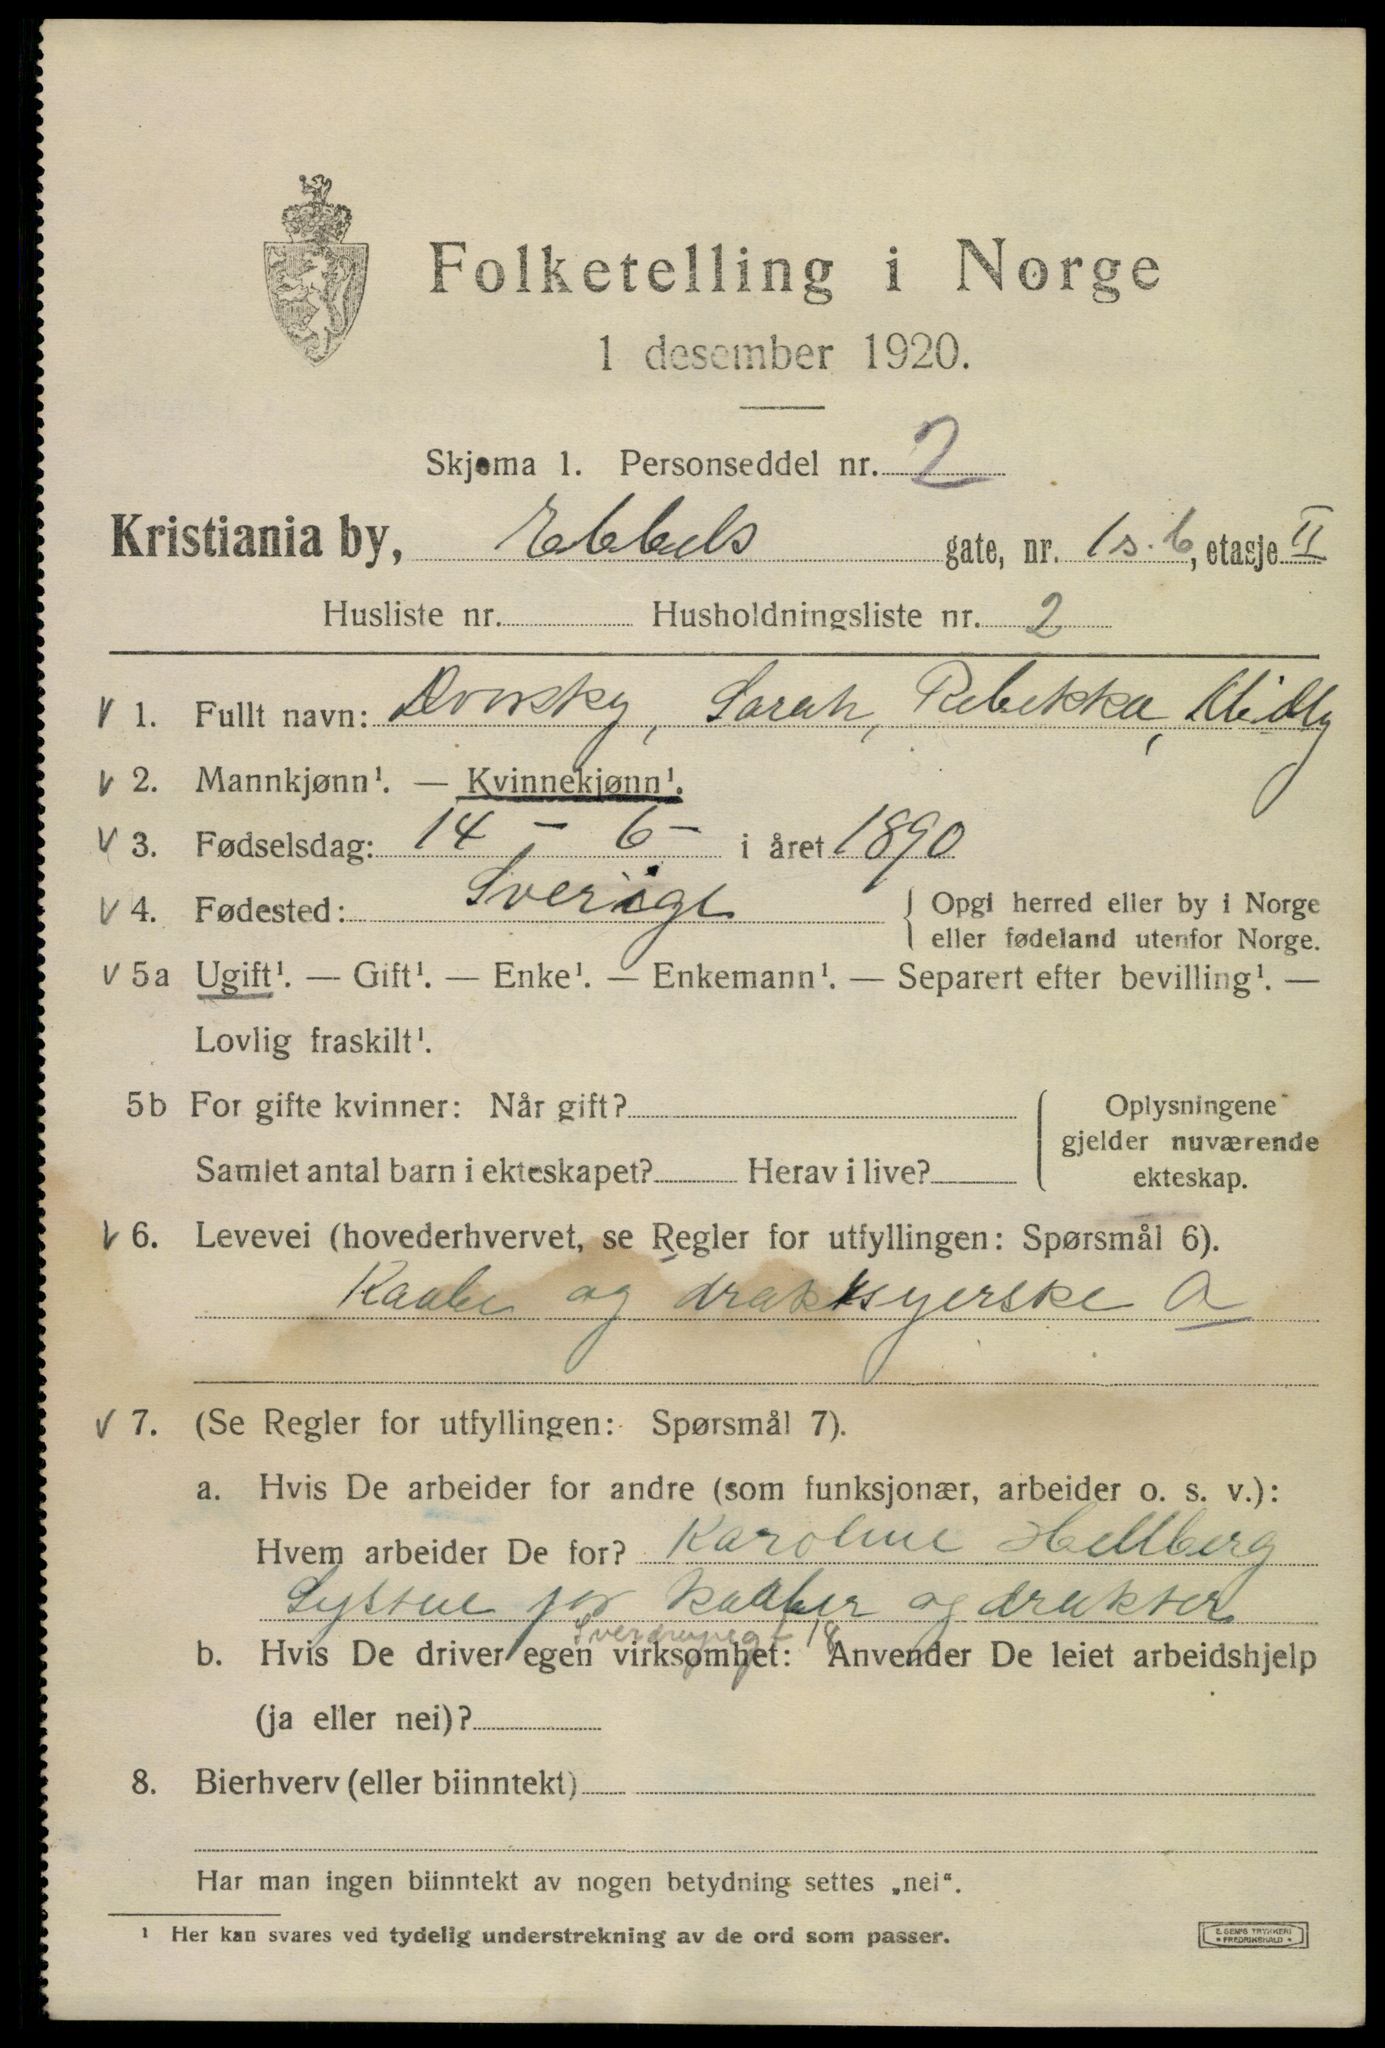 Folketelling i Norge
1 desember 1920.
Skjema 1. Personseddel nr. 2
Kristiania by, Ebbels gate, nr. 1 s. b, etasje II
Husliste nr. Husholdningsliste nr. 2
V 1. Fullt navn: Dvorsky, Sarah, Rebekka,
V 2. Mannkjønn¹. — Kvinnekjønn¹.
V 3. Fødselsdag: 14 - 6 - i året 1890
V 4. Fødested: Sverige { Opgi herred eller by i Norge
eller fødeland utenfor Norge.
V 5a Ugift¹. — Gift¹. — Enke¹. — Enkemann¹. — Separert efter bevilling¹. —
Lovlig fraskilt¹.
5b For gifte kvinner: Når gift? { Oplysningene
gjelder nuværende
Samlet antal barn i ekteskapet? Herav i live?
ekteskap.
V 6. Levevei (hovederhvervet, se Regler for utfyllingen: Spørsmål 6).
Kaabe og draktsyerske a
V 7. (Se Regler for utfyllingen: Spørsmål 7).
a. Hvis De arbeider for andre (som funksjonær, arbeider o. s. v.):
Hvem arbeider De for? Karoline Hellberg
Systue for kaaber og drakter
Sverdrupsgt 18
b. Hvis De driver egen virksomhet: Anvender De leiet arbeidshjelp
(ja eller nei)?
8. Bierhverv (eller biinntekt)
Har man ingen biinntekt av nogen betydning settes „nei“.
¹ Her kan svares ved tydelig understrekning av de ord som passer.
E. SEM'S TRYKKERI
* FREDRIKSHALD *